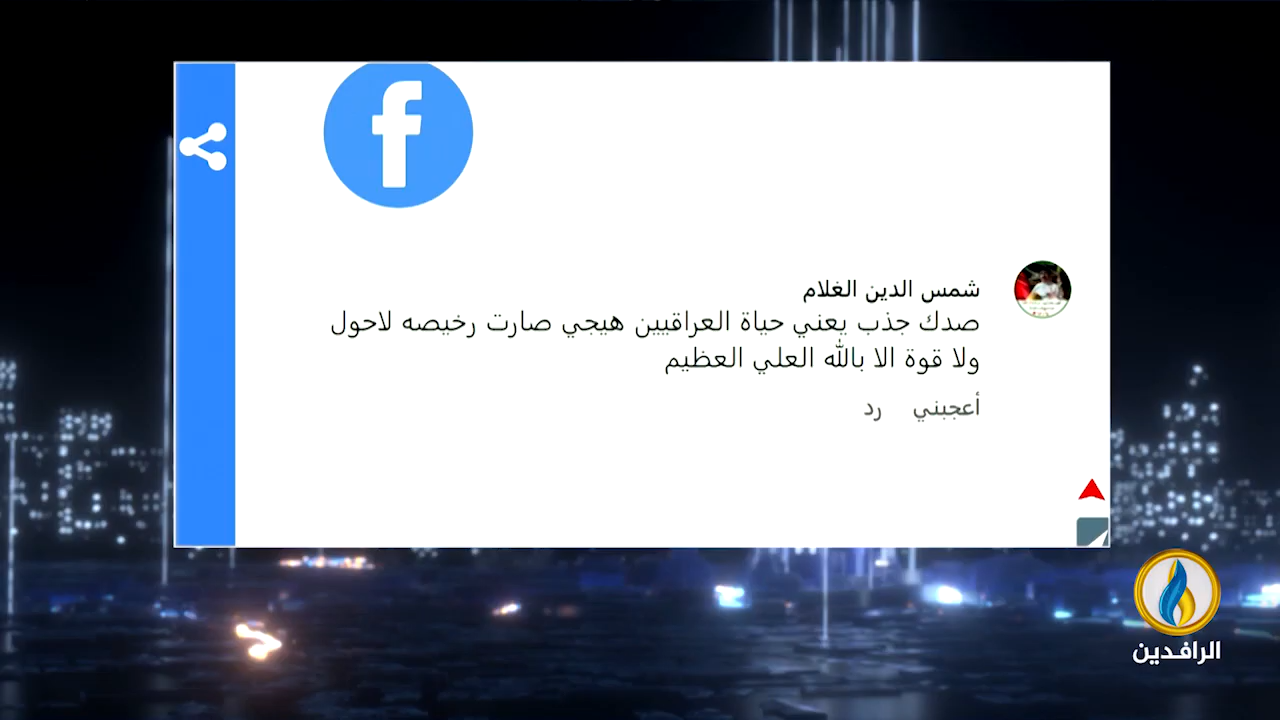 f
شمس الدين الغلام
صدك جذب يعني حياة العراقيين هيجي صارت رخيصه لاحول
ولا قوة الا بالله العلي العظيم
أعجبني رد
الرافدين